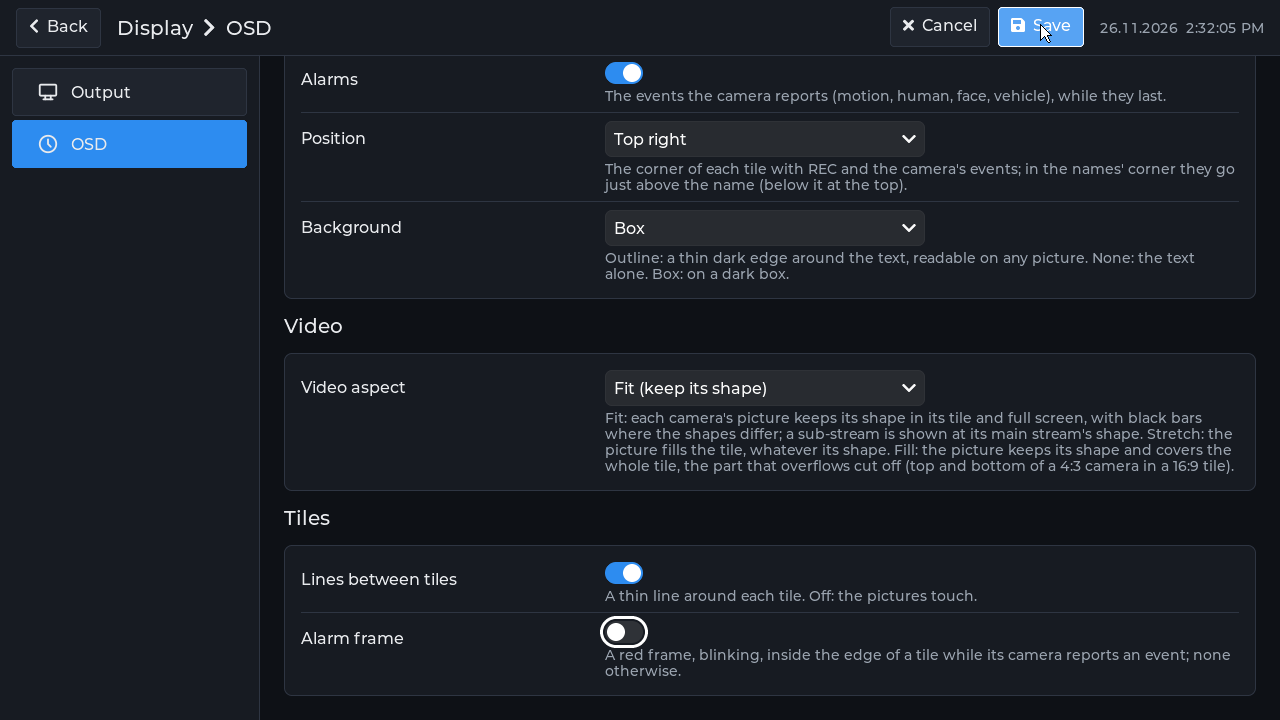 Back
Display > OSD
Cancel
Save
26.11.2026 2:32:05 PM
Output
OSD
Alarms
The events the camera reports (motion, human, face, vehicle), while they last.
Position
Top right
The corner of each tile with REC and the camera's events; in the names' corner they go
just above the name (below it at the top).
Background
Box
Outline: a thin dark edge around the text, readable on any picture. None: the text
alone. Box: on a dark box.
Video
Video aspect
Fit (keep its shape)
Fit: each camera's picture keeps its shape in its tile and full screen, with black bars
where the shapes differ; a sub-stream is shown at its main stream's shape. Stretch: the
picture fills the tile, whatever its shape. Fill: the picture keeps its shape and covers the
whole tile, the part that overflows cut off (top and bottom of a 4:3 camera in a 16:9 tile).
Tiles
Lines between tiles
A thin line around each tile. Off: the pictures touch.
Alarm frame
A red frame, blinking, inside the edge of a tile while its camera reports an event; none
otherwise.